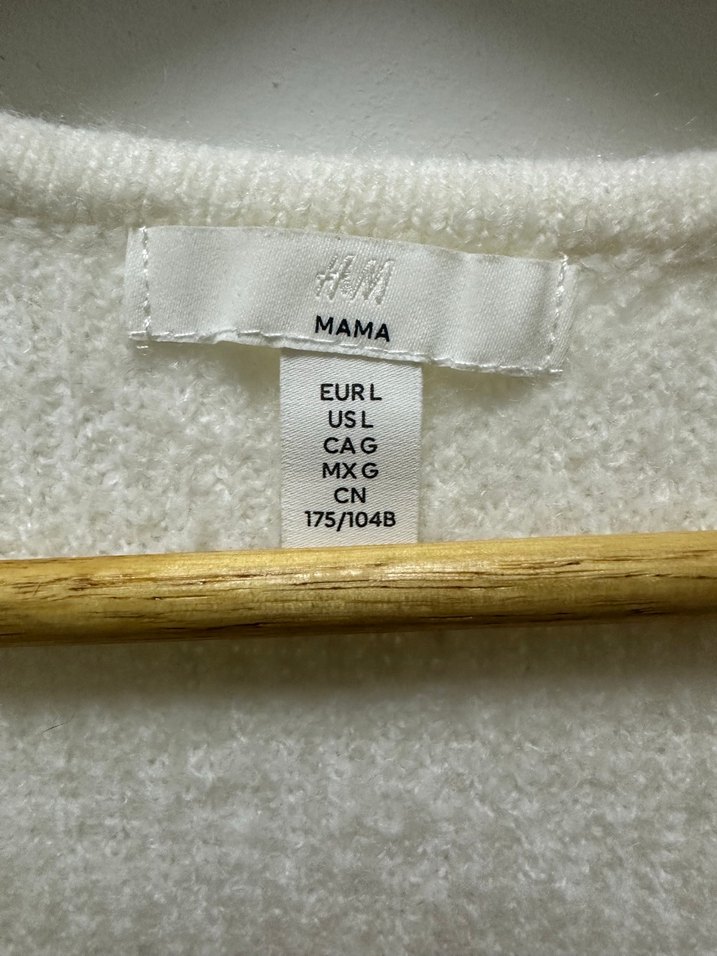 H&M
MAMA
EUR L
US L
CA G
MX G
CN
175/104B